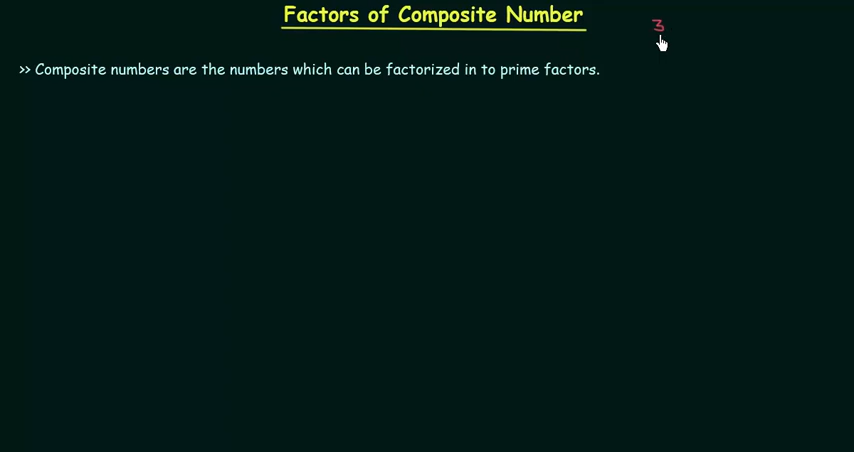 Factors of Composite Number
3
>> Composite numbers are the numbers which can be factorized in to prime factors.